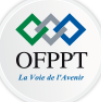 OFPPT
La Voie de l'Avenir